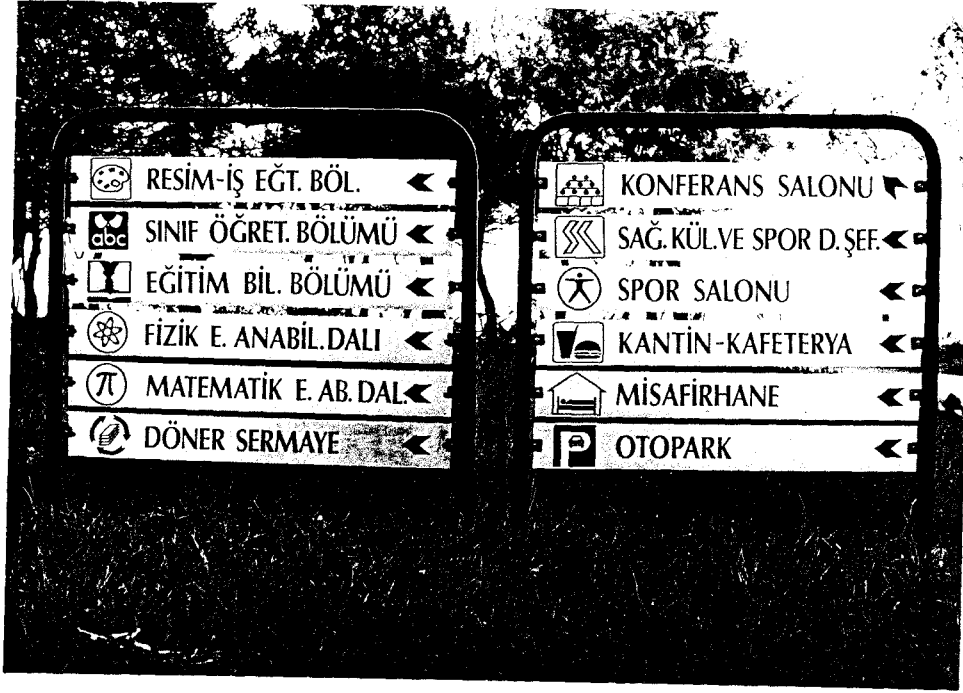 RESİM-İŞ EĞT. BÖL.
abc SINIF ÖĞRET. BÖLÜMÜ
EĞİTİM BİL. BÖLÜMÜ
FİZİK E. ANABİL.DALI
π MATEMATİK E. AB. DAL.
DÖNER SERMAYE
KONFERANS SALONU
SAĞ.KÜL.VE SPOR D.ŞEF.
SPOR SALONU
KANTİN-KAFETERYA
MİSAFİRHANE
P OTOPARK